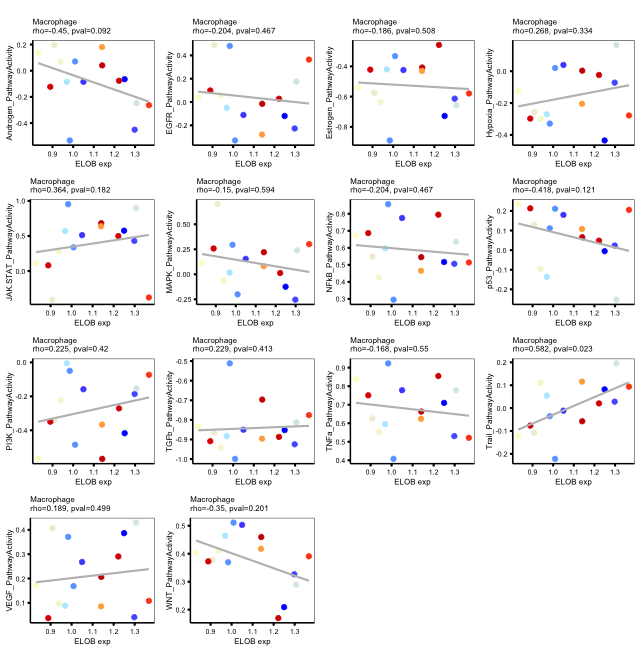 Macrophage
rho=-0.45, pval=0.092
Androgen_PathwayActivity
0.2
0.0
-0.2
-0.4
0.9 1.0 1.1 1.2 1.3
ELOB exp
Macrophage
rho=-0.204, pval=0.467
EGFR_PathwayActivity
0.4
0.2
0.0
-0.2
0.9 1.0 1.1 1.2 1.3
ELOB exp
Macrophage
rho=-0.186, pval=0.508
Estrogen_PathwayActivity
-0.4
-0.6
-0.8
0.9 1.0 1.1 1.2 1.3
ELOB exp
Macrophage
rho=0.268, pval=0.334
Hypoxia_PathwayActivity
0.2
0.0
-0.2
-0.4
0.9 1.0 1.1 1.2 1.3
ELOB exp
Macrophage
rho=0.364, pval=0.182
JAK-STAT_PathwayActivity
1.0
0.5
0.0
0.9 1.0 1.1 1.2 1.3
ELOB exp
Macrophage
rho=-0.15, pval=0.594
MAPK_PathwayActivity
0.50
0.25
0.00
-0.25
0.9 1.0 1.1 1.2 1.3
ELOB exp
Macrophage
rho=-0.204, pval=0.467
NFkB_PathwayActivity
0.8
0.7
0.6
0.5
0.4
0.3
0.9 1.0 1.1 1.2 1.3
ELOB exp
Macrophage
rho=-0.418, pval=0.121
p53_PathwayActivity
0.2
0.1
0.0
-0.1
-0.2
0.9 1.0 1.1 1.2 1.3
ELOB exp
Macrophage
rho=0.225, pval=0.42
PI3K_PathwayActivity
0.0
-0.2
-0.4
0.9 1.0 1.1 1.2 1.3
ELOB exp
Macrophage
rho=0.229, pval=0.413
TGFb_PathwayActivity
-0.5
-0.6
-0.7
-0.8
-0.9
-1.0
0.9 1.0 1.1 1.2 1.3
ELOB exp
Macrophage
rho=-0.168, pval=0.55
TNFa_PathwayActivity
0.9
0.8
0.7
0.6
0.5
0.4
0.9 1.0 1.1 1.2 1.3
ELOB exp
Macrophage
rho=0.582, pval=0.023
Trail_PathwayActivity
0.2
0.1
0.0
-0.1
-0.2
0.9 1.0 1.1 1.2 1.3
ELOB exp
Macrophage
rho=0.189, pval=0.499
VEGF_PathwayActivity
0.4
0.3
0.2
0.1
0.9 1.0 1.1 1.2 1.3
ELOB exp
Macrophage
rho=-0.35, pval=0.201
WNT_PathwayActivity
0.5
0.4
0.3
0.2
0.9 1.0 1.1 1.2 1.3
ELOB exp